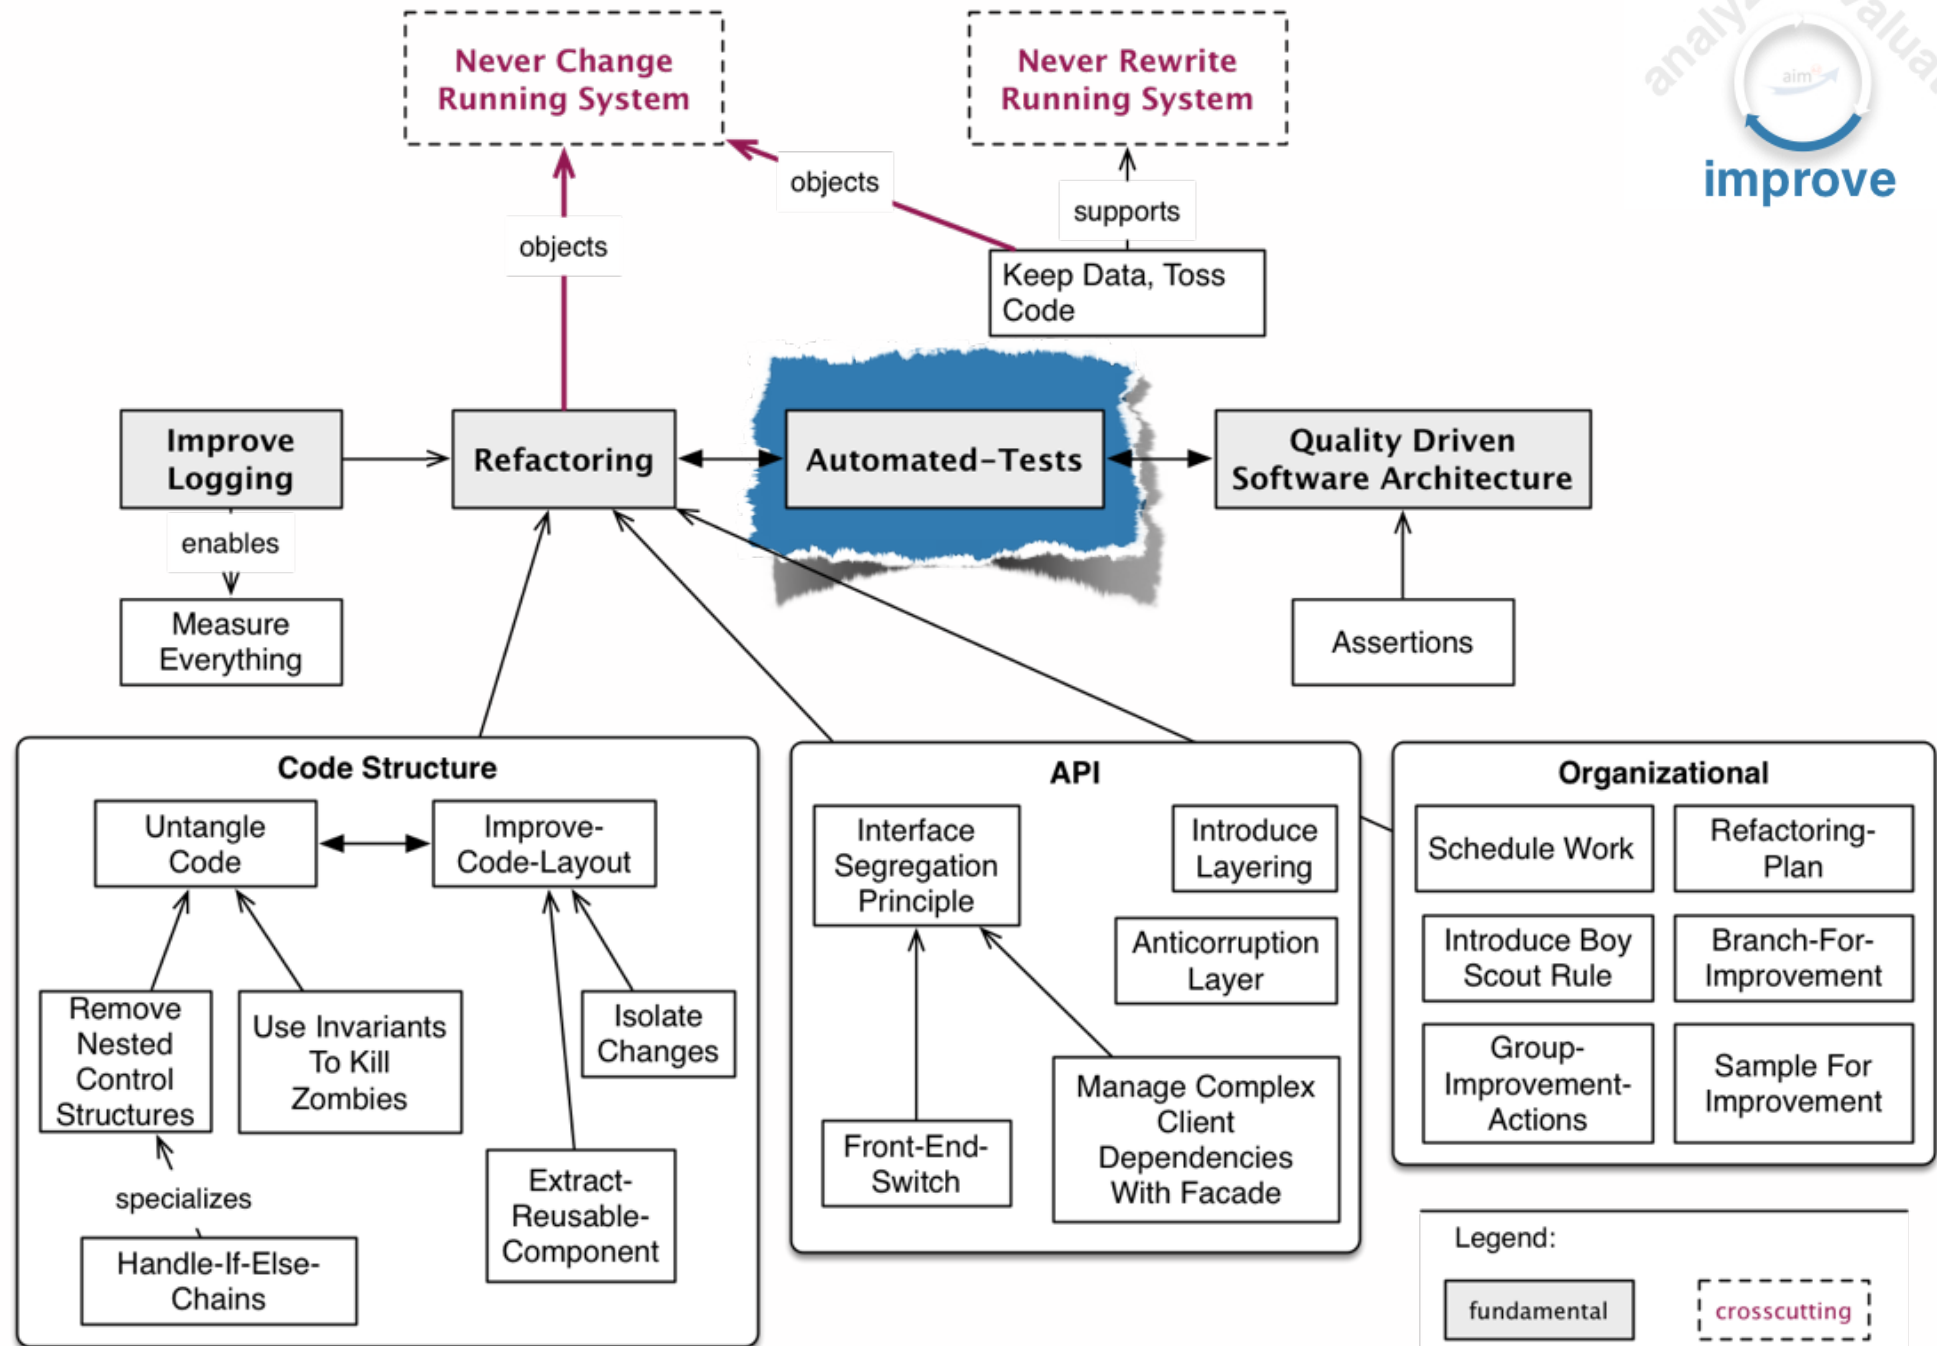 Never Change
Running System
Never Rewrite
Running System
aim
improve
objects
objects
supports
Keep Data, Toss
Code
Improve
Logging
Refactoring
Automated-Tests
Quality Driven
Software Architecture
enables
Measure
Everything
Assertions
Code Structure
Untangle
Code
Improve-
Code-Layout
Remove
Nested
Control
Structures
Use Invariants
To Kill
Zombies
Isolate
Changes
specializes
Handle-If-Else-
Chains
Extract-
Reusable-
Component
API
Interface
Segregation
Principle
Introduce
Layering
Anticorruption
Layer
Front-End-
Switch
Manage Complex
Client
Dependencies
With Facade
Organizational
Schedule Work
Refactoring-
Plan
Introduce Boy
Scout Rule
Branch-For-
Improvement
Group-
Improvement-
Actions
Sample For
Improvement
Legend:
fundamental
crosscutting